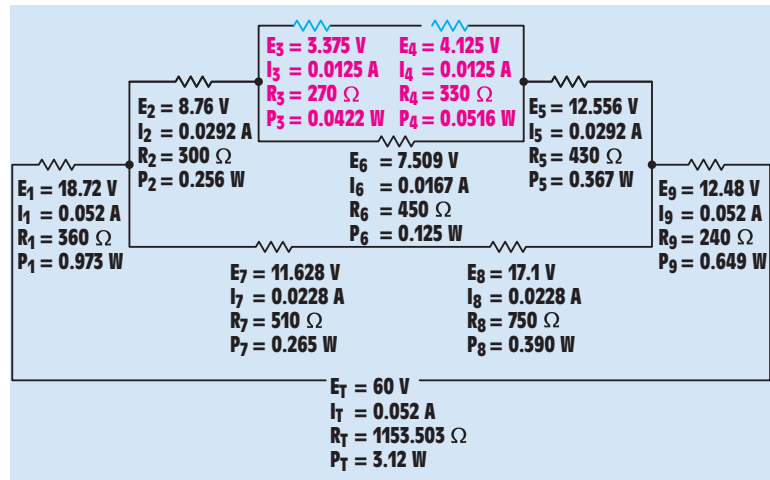 E3 = 3.375 V
I3 = 0.0125 A
R3 = 270 Ω
P3 = 0.0422 W
E4 = 4.125 V
I4 = 0.0125 A
R4 = 330 Ω
P4 = 0.0516 W
E2 = 8.76 V
I2 = 0.0292 A
R2 = 300 Ω
P2 = 0.256 W
E5 = 12.556 V
I5 = 0.0292 A
R5 = 430 Ω
P5 = 0.367 W
E6 = 7.509 V
I6 = 0.0167 A
R6 = 450 Ω
P6 = 0.125 W
E1 = 18.72 V
I1 = 0.052 A
R1 = 360 Ω
P1 = 0.973 W
E9 = 12.48 V
I9 = 0.052 A
R9 = 240 Ω
P9 = 0.649 W
E7 = 11.628 V
I7 = 0.0228 A
R7 = 510 Ω
P7 = 0.265 W
E8 = 17.1 V
I8 = 0.0228 A
R8 = 750 Ω
P8 = 0.390 W
ET = 60 V
IT = 0.052 A
RT = 1153.503 Ω
PT = 3.12 W